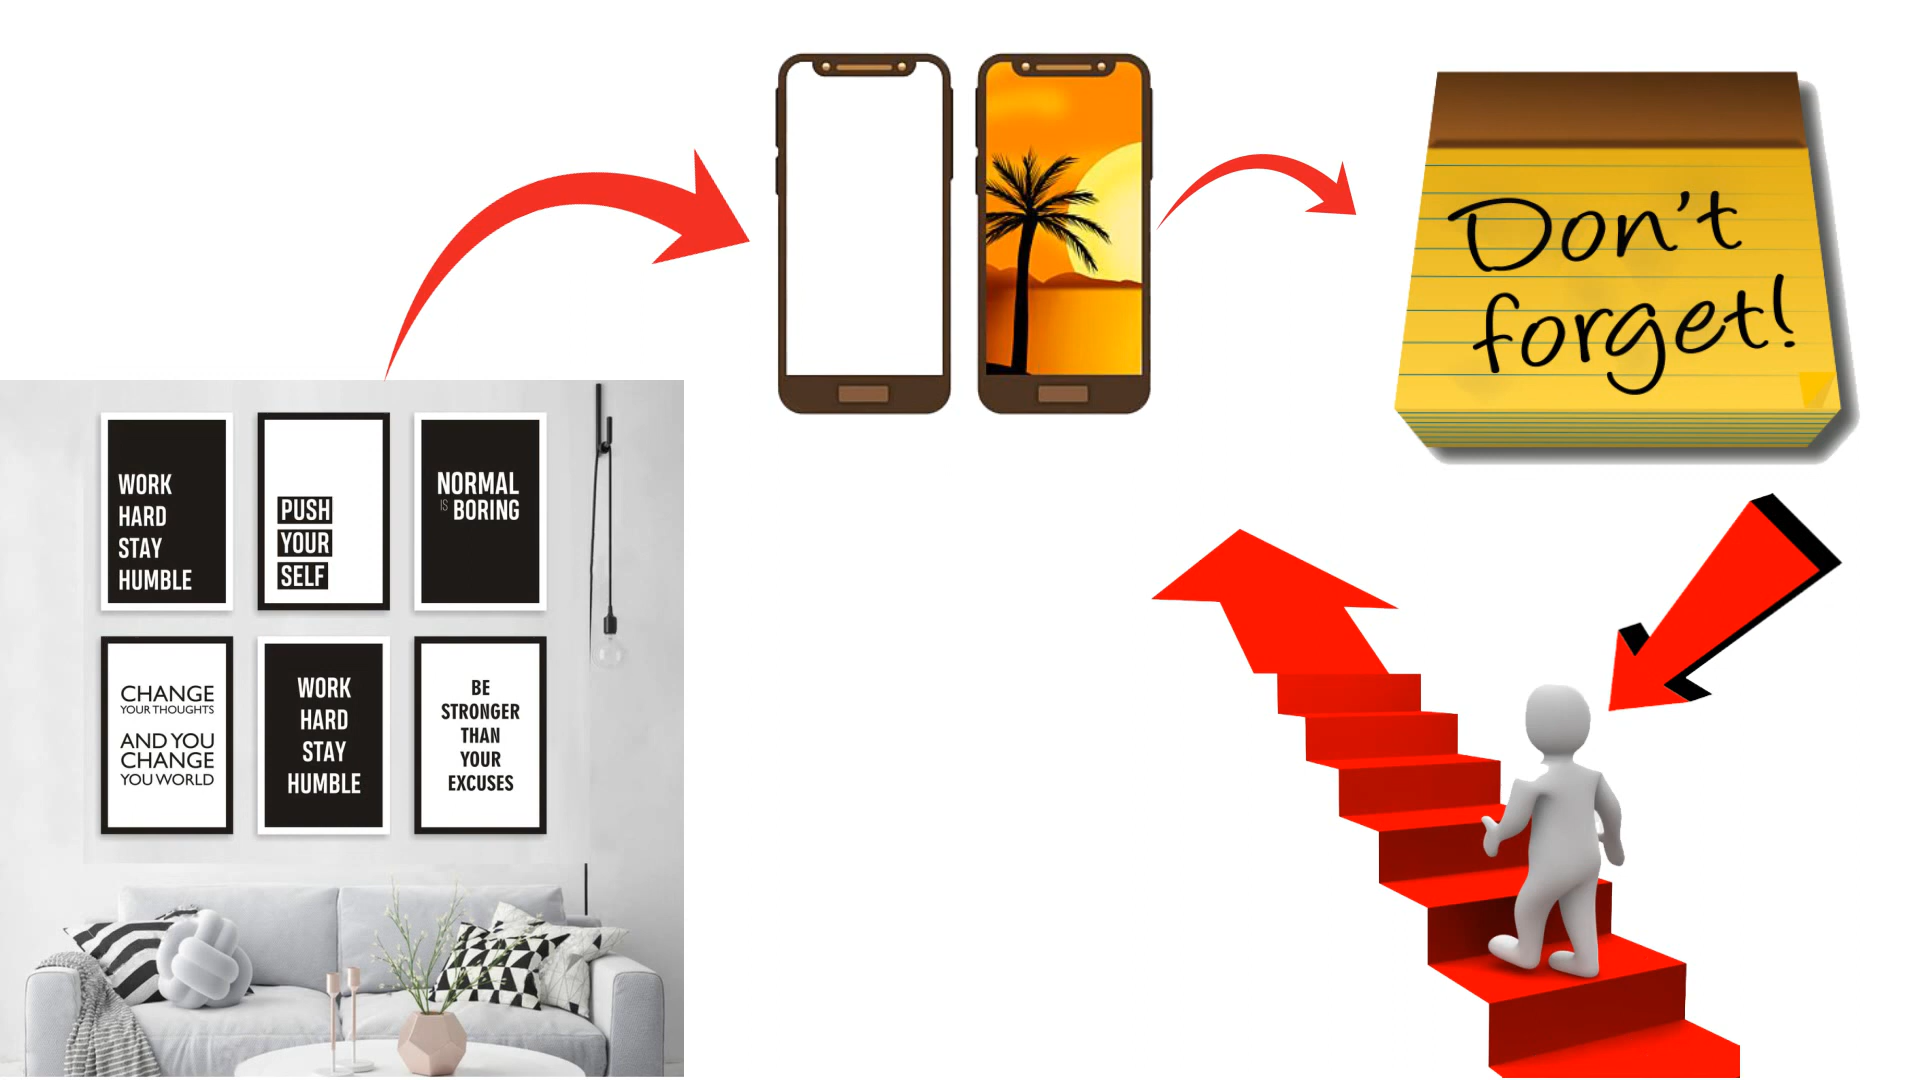 Don't
forget!
WORK
HARD
STAY
HUMBLE
PUSH
YOUR
SELF
NORMAL
IS BORING
CHANGE
YOUR THOUGHTS
AND YOU
CHANGE
YOU WORLD
WORK
HARD
STAY
HUMBLE
BE
STRONGER
THAN
YOUR
EXCUSES